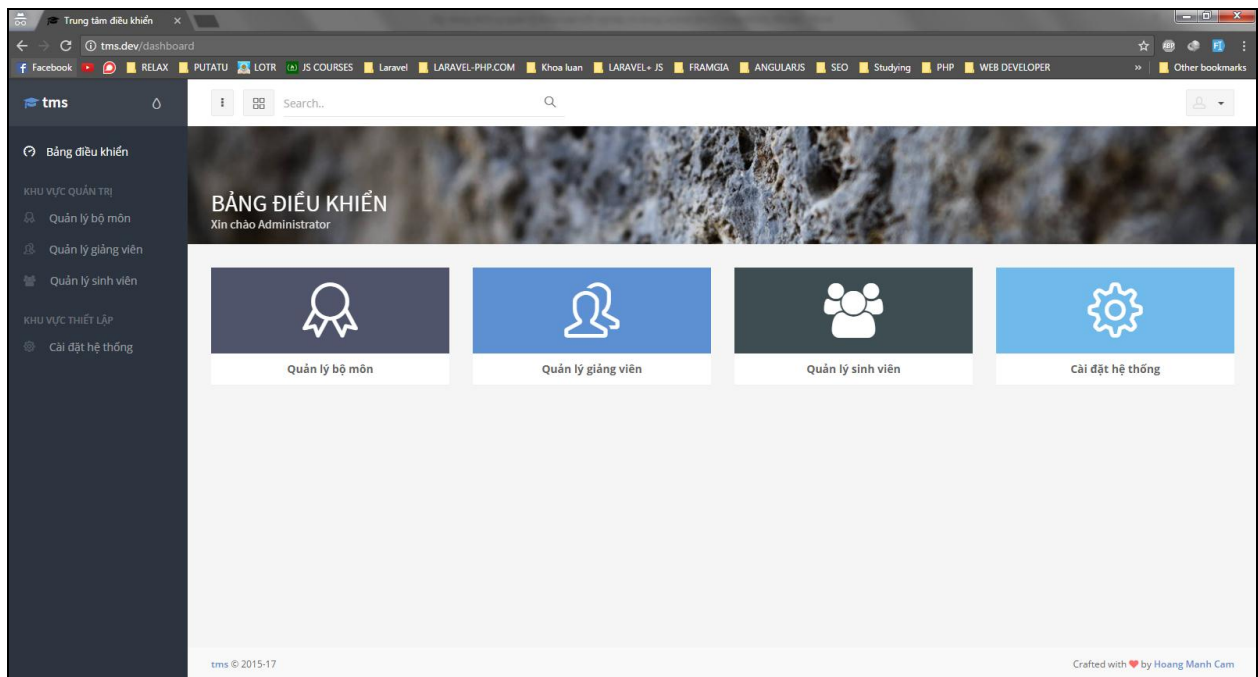 Trung tâm điều khiển
tms.dev/dashboard
Facebook RELAX PUTATU LOTR JS COURSES Laravel LARAVEL-PHP.COM Khoa luan LARAVEL+ JS FRAMGIA ANGULARJS SEO Studying PHP WEB DEVELOPER » Other bookmarks
tms
Search..
Bảng điều khiển
KHU VỰC QUẢN TRỊ
Quản lý bộ môn
Quản lý giảng viên
Quản lý sinh viên
KHU VỰC THIẾT LẬP
Cài đặt hệ thống
BẢNG ĐIỀU KHIỂN
Xin chào Administrator
Quản lý bộ môn
Quản lý giảng viên
Quản lý sinh viên
Cài đặt hệ thống
tms © 2015-17
Crafted with ❤ by Hoang Manh Cam